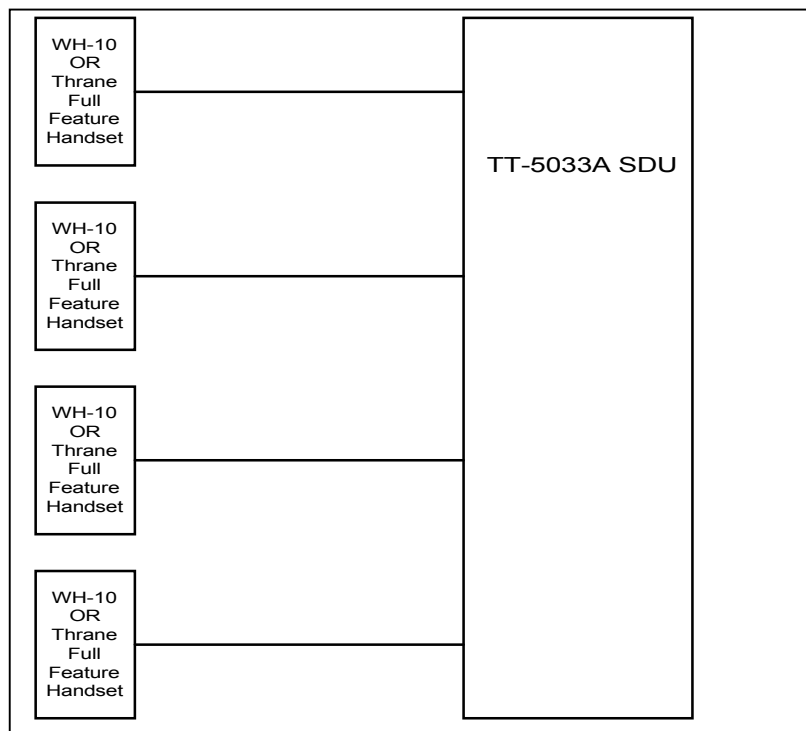 WH-10
OR
Thrane
Full
Feature
Handset
TT-5033A SDU
WH-10
OR
Thrane
Full
Feature
Handset
WH-10
OR
Thrane
Full
Feature
Handset
WH-10
OR
Thrane
Full
Feature
Handset